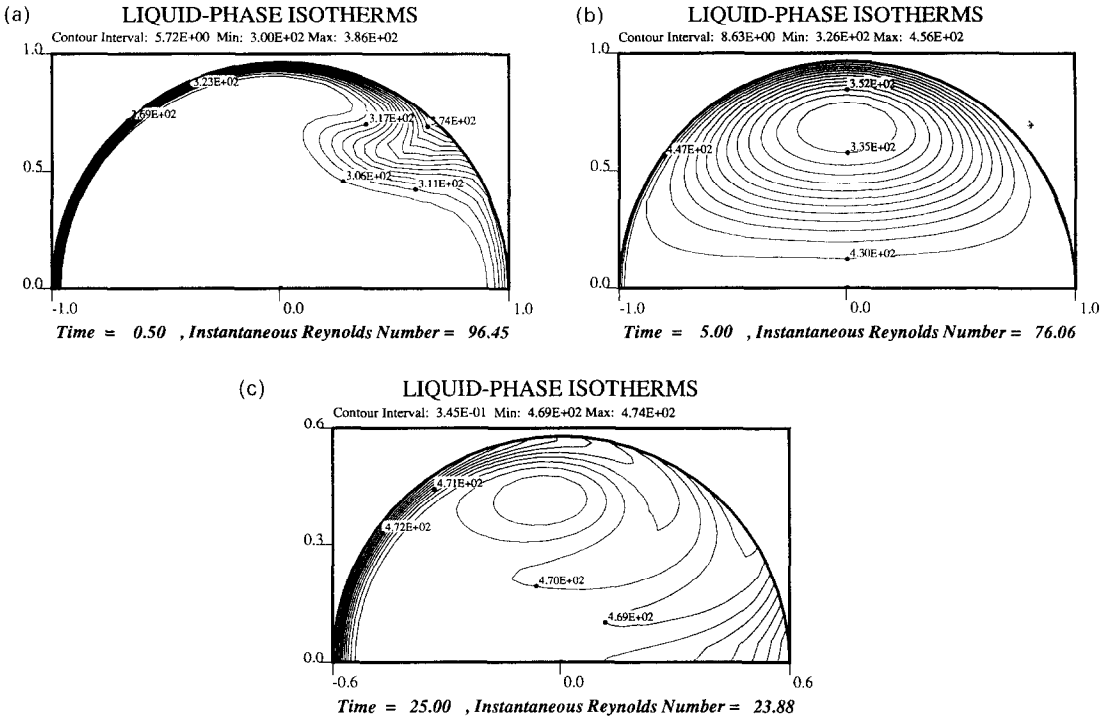 (a)
LIQUID-PHASE ISOTHERMS
Contour Interval: 5.72E+00 Min: 3.00E+02 Max: 3.86E+02
1.0
0.5
0.0
3.23E+02
3.69E+02
3.17E+02
3.74E+02
3.06E+02
3.11E+02
-1.0 0.0 1.0
Time = 0.50 , Instantaneous Reynolds Number = 96.45
(b)
LIQUID-PHASE ISOTHERMS
Contour Interval: 8.63E+00 Min: 3.26E+02 Max: 4.56E+02
1.0
0.5
0.0
3.52E+02
4.47E+02
3.35E+02
4.30E+02
-1.0 0.0 1.0
Time = 5.00 , Instantaneous Reynolds Number = 76.06
(c)
LIQUID-PHASE ISOTHERMS
Contour Interval: 3.45E-01 Min: 4.69E+02 Max: 4.74E+02
0.6
0.3
0.0
4.71E+02
4.72E+02
4.70E+02
4.69E+02
-0.6 0.0 0.6
Time = 25.00 , Instantaneous Reynolds Number = 23.88